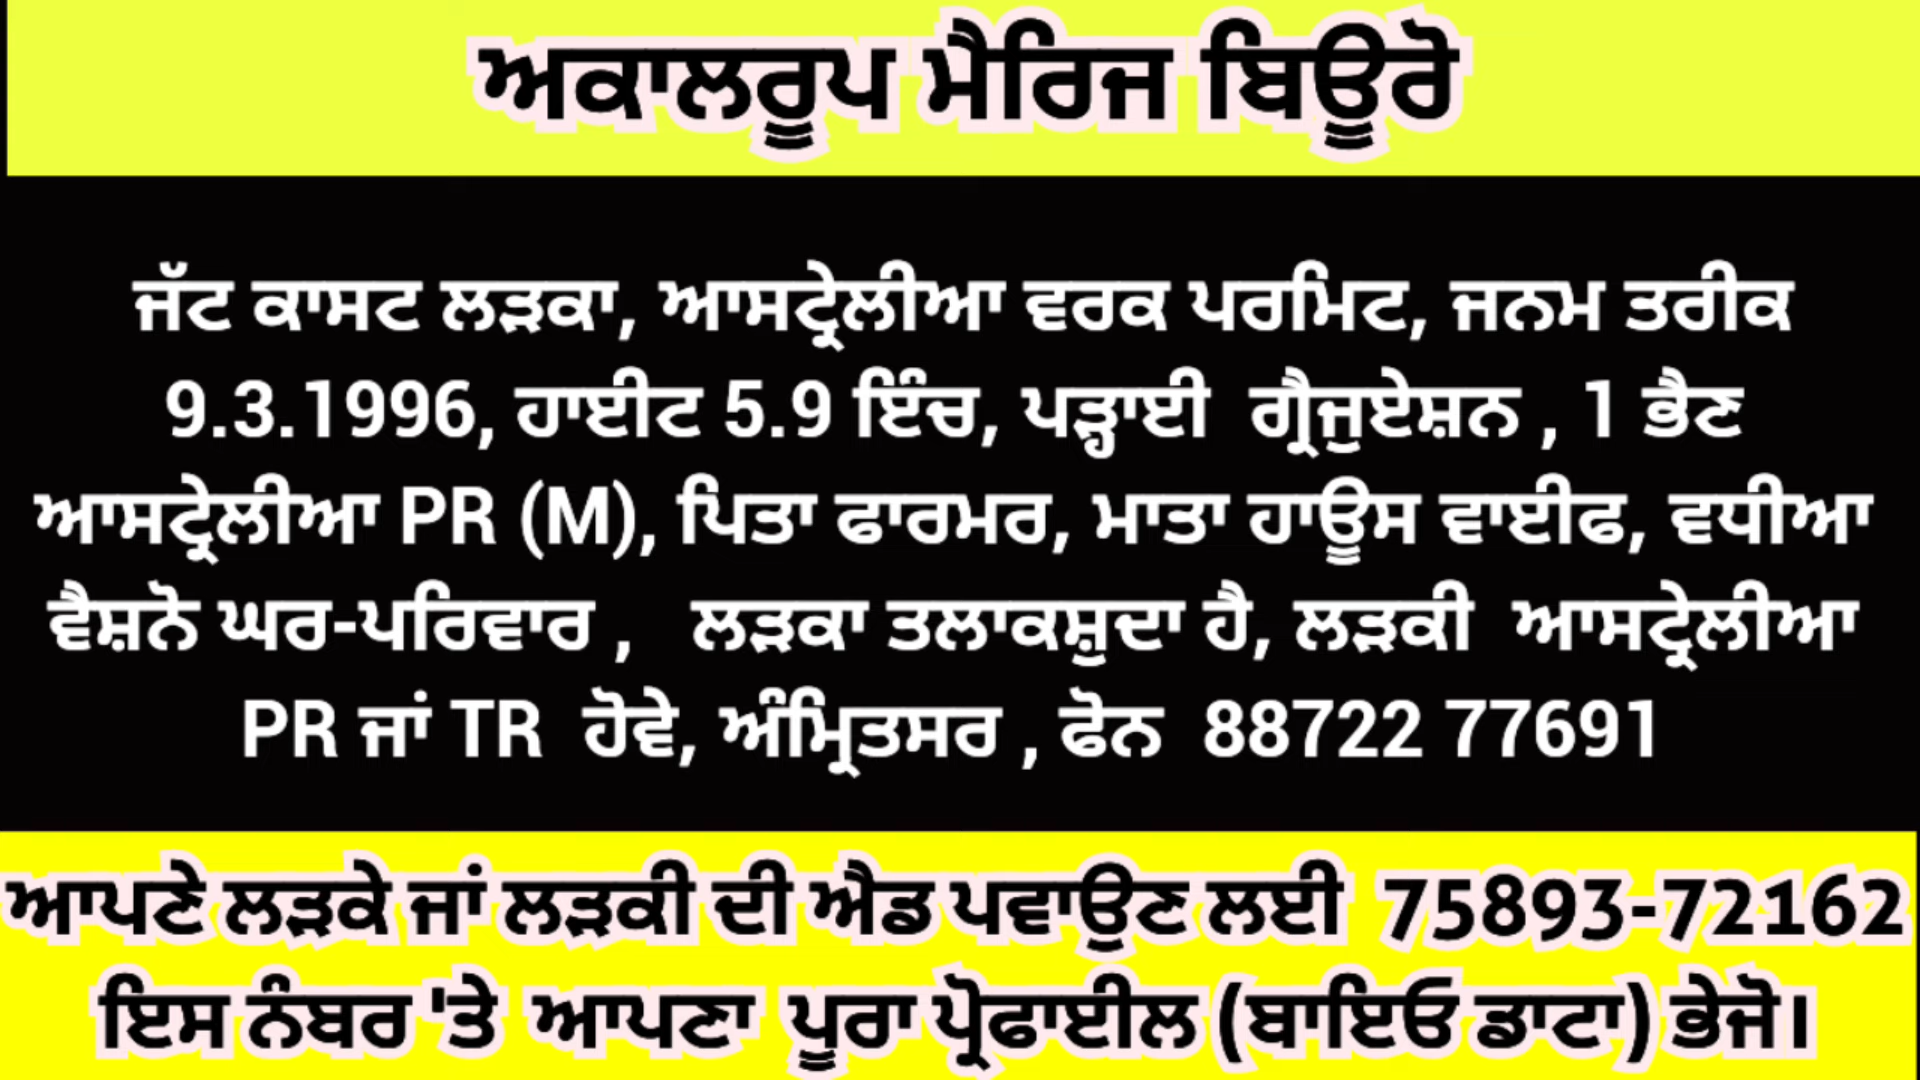 ਅਕਾਲਰੂਪ ਮੈਰਿਜ ਬਿਊਰੋ
ਜੱਟ ਕਾਸਟ ਲੜਕਾ, ਆਸਟ੍ਰੇਲੀਆ ਵਰਕ ਪਰਮਿਟ, ਜਨਮ ਤਰੀਕ
9.3.1996, ਹਾਈਟ 5.9 ਇੰਚ, ਪੜ੍ਹਾਈ ਗ੍ਰੈਜੁਏਸ਼ਨ , 1 ਭੈਣ
ਆਸਟ੍ਰੇਲੀਆ PR (M), ਪਿਤਾ ਫਾਰਮਰ, ਮਾਤਾ ਹਾਊਸ ਵਾਈਫ, ਵਧੀਆ
ਵੈਸ਼ਨੋ ਘਰ-ਪਰਿਵਾਰ , ਲੜਕਾ ਤਲਾਕਸ਼ੁਦਾ ਹੈ, ਲੜਕੀ ਆਸਟ੍ਰੇਲੀਆ
PR ਜਾਂ TR ਹੋਵੇ, ਅੰਮ੍ਰਿਤਸਰ , ਫੋਨ 88722 77691
ਆਪਣੇ ਲੜਕੇ ਜਾਂ ਲੜਕੀ ਦੀ ਐਡ ਪਵਾਉਣ ਲਈ 75893-72162
ਇਸ ਨੰਬਰ 'ਤੇ ਆਪਣਾ ਪੂਰਾ ਪ੍ਰੋਫਾਈਲ (ਬਾਇਓ ਡਾਟਾ) ਭੇਜੋ।